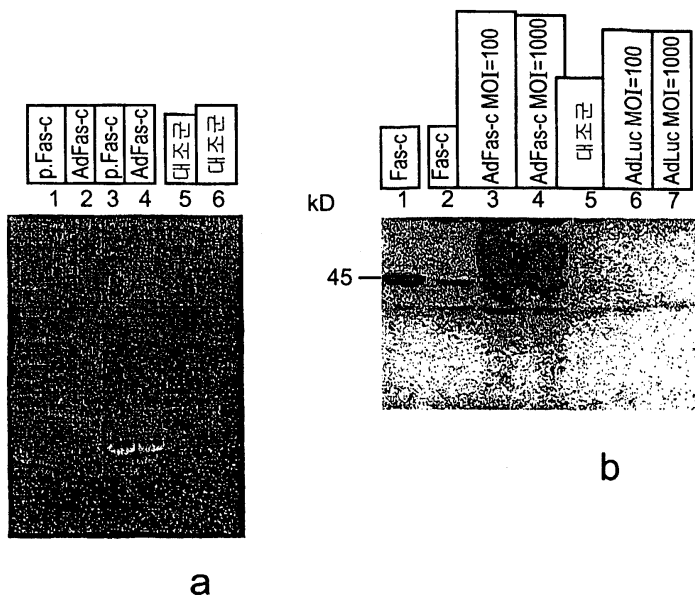 p.Fas-c
AdFas-c
p.Fas-c
AdFas-c
대조군
대조군
1 2 3 4 5 6
a
Fas-c
Fas-c
AdFas-c MOI=100
AdFas-c MOI=1000
대조군
AdLuc MOI=100
AdLuc MOI=1000
kD 1 2 3 4 5 6 7
45
b